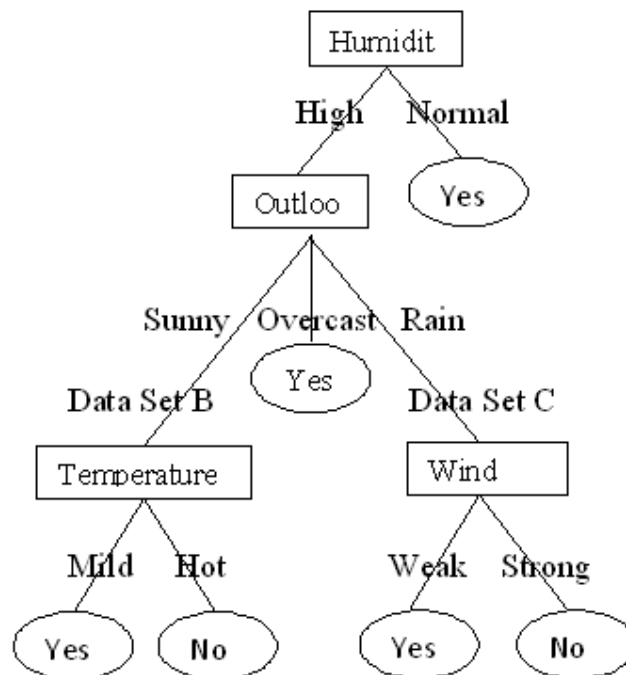 Humidit
High Normal
Outloo
Yes
Sunny Overcast Rain
Yes
Data Set B Data Set C
Temperature Wind
Mild Hot Weak Strong
Yes No Yes No